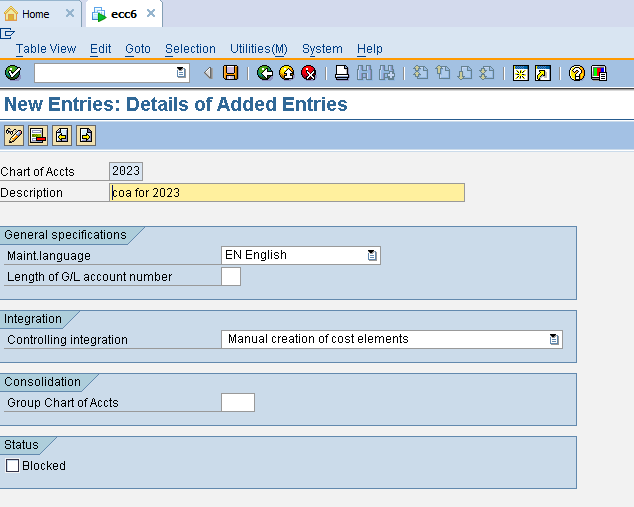 Home ecc6
Table View Edit Goto Selection Utilities(M) System Help
New Entries: Details of Added Entries
Chart of Accts 2023
Description coa for 2023
General specifications
Maint.language EN English
Length of G/L account number
Integration
Controlling integration Manual creation of cost elements
Consolidation
Group Chart of Accts
Status
Blocked